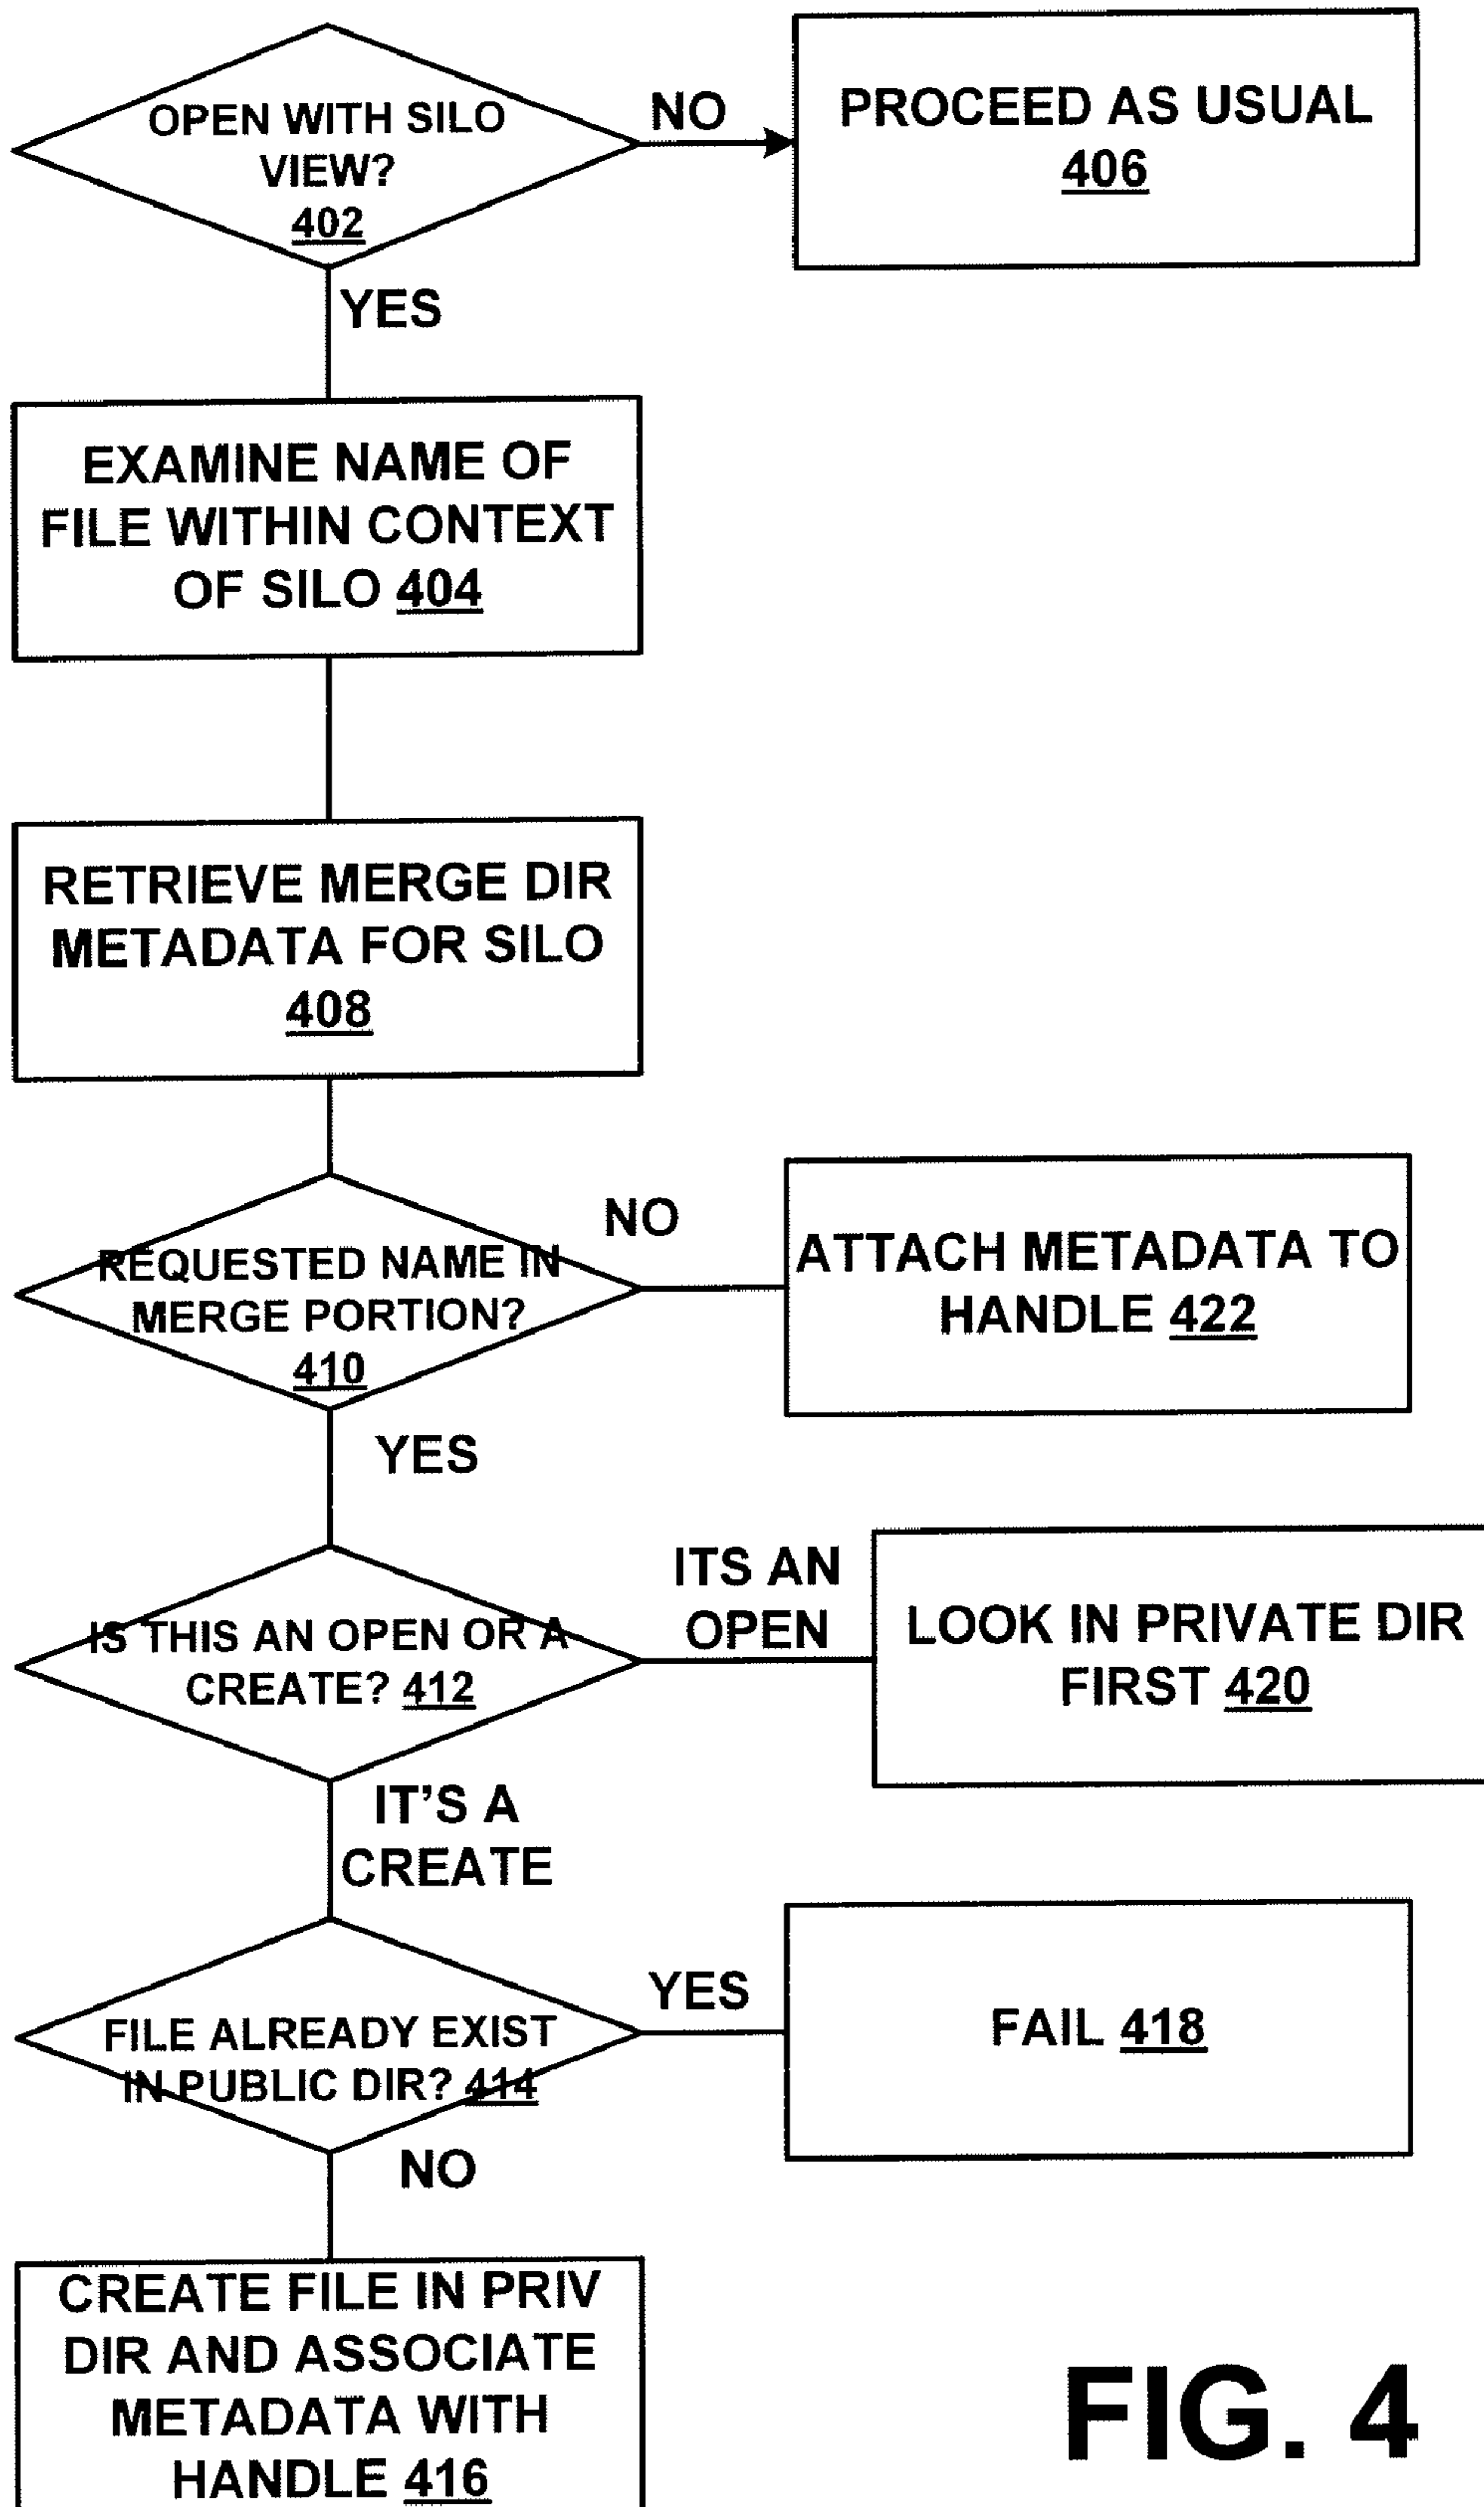 OPEN WITH SILO
VIEW?
402
NO
PROCEED AS USUAL
406
YES
EXAMINE NAME OF
FILE WITHIN CONTEXT
OF SILO 404
RETRIEVE MERGE DIR
METADATA FOR SILO
408
REQUESTED NAME IN
MERGE PORTION?
410
NO
ATTACH METADATA TO
HANDLE 422
YES
IS THIS AN OPEN OR A
CREATE? 412
ITS AN
OPEN
LOOK IN PRIVATE DIR
FIRST 420
IT'S A
CREATE
FILE ALREADY EXIST
IN PUBLIC DIR? 414
YES
FAIL 418
NO
CREATE FILE IN PRIV
DIR AND ASSOCIATE
METADATA WITH
HANDLE 416
FIG. 4